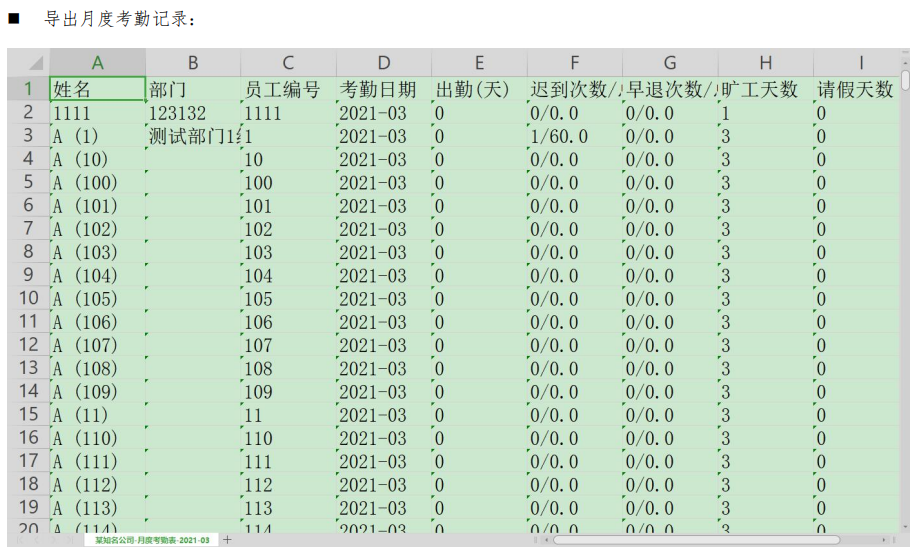 ■ 导出月度考勤记录:
A B C D E F G H I
1 姓名 部门 员工编号 考勤日期 出勤(天) 迟到次数/ 早退次数/ 旷工天数 请假天数
2 1111 123132 1111 2021-03 0 0/0.0 0/0.0 1 0
3 A (1) 测试部门1 1 2021-03 0 1/60.0 0/0.0 3 0
4 A (10) 10 2021-03 0 0/0.0 0/0.0 3 0
5 A (100) 100 2021-03 0 0/0.0 0/0.0 3 0
6 A (101) 101 2021-03 0 0/0.0 0/0.0 3 0
7 A (102) 102 2021-03 0 0/0.0 0/0.0 3 0
8 A (103) 103 2021-03 0 0/0.0 0/0.0 3 0
9 A (104) 104 2021-03 0 0/0.0 0/0.0 3 0
10 A (105) 105 2021-03 0 0/0.0 0/0.0 3 0
11 A (106) 106 2021-03 0 0/0.0 0/0.0 3 0
12 A (107) 107 2021-03 0 0/0.0 0/0.0 3 0
13 A (108) 108 2021-03 0 0/0.0 0/0.0 3 0
14 A (109) 109 2021-03 0 0/0.0 0/0.0 3 0
15 A (11) 11 2021-03 0 0/0.0 0/0.0 3 0
16 A (110) 110 2021-03 0 0/0.0 0/0.0 3 0
17 A (111) 111 2021-03 0 0/0.0 0/0.0 3 0
18 A (112) 112 2021-03 0 0/0.0 0/0.0 3 0
19 A (113) 113 2021-03 0 0/0.0 0/0.0 3 0
20 A (114) 114 2021-03 0 0/0.0 0/0.0 3 0
某知名公司-月度考勤表-2021-03